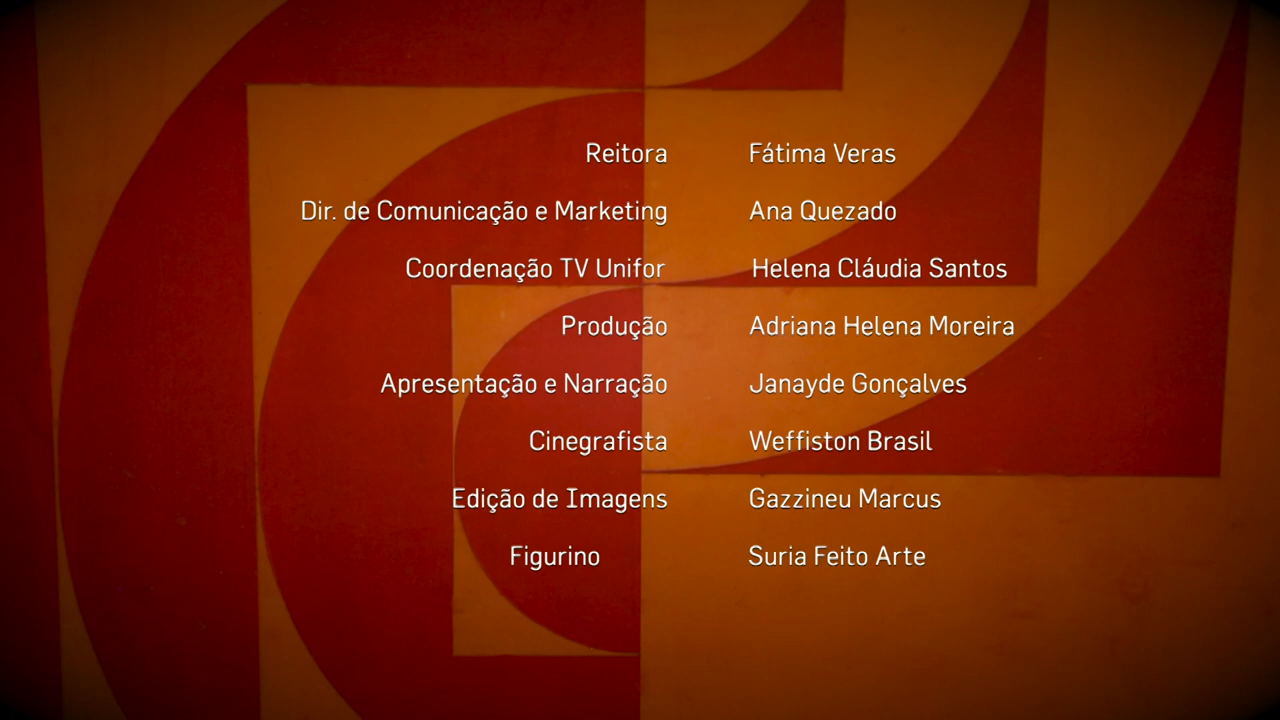 Reitora Fátima Veras
Dir. de Comunicação e Marketing Ana Quezado
Coordenação TV Unifor Helena Cláudia Santos
Produção Adriana Helena Moreira
Apresentação e Narração Janayde Gonçalves
Cinegrafista Weffiston Brasil
Edição de Imagens Gazzineu Marcus
Figurino Suria Feito Arte